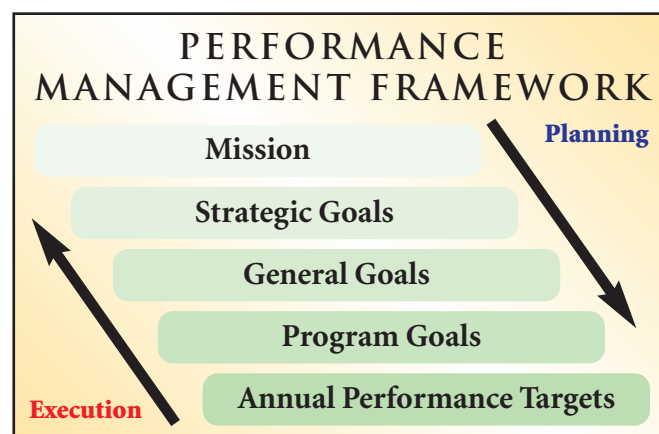 PERFORMANCE
MANAGEMENT FRAMEWORK
Planning
Mission
Strategic Goals
General Goals
Program Goals
Annual Performance Targets
Execution